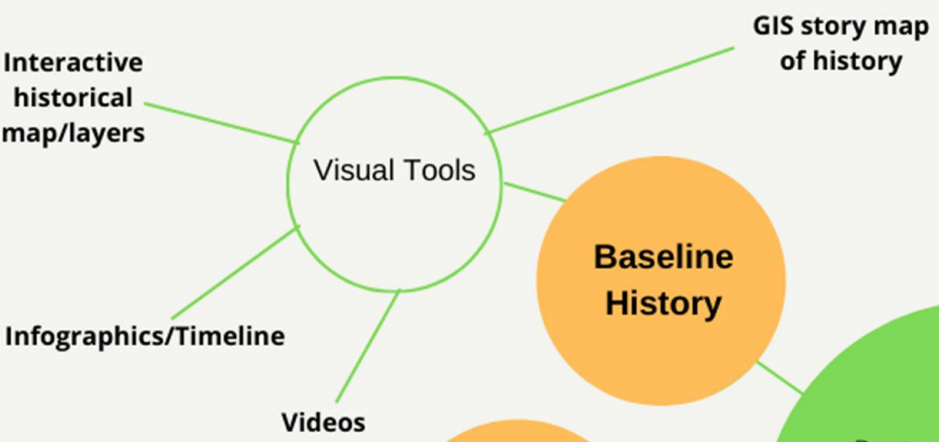 GIS story map
of history
Interactive
historical
map/layers
Visual Tools
Baseline
History
Infographics/Timeline
Videos